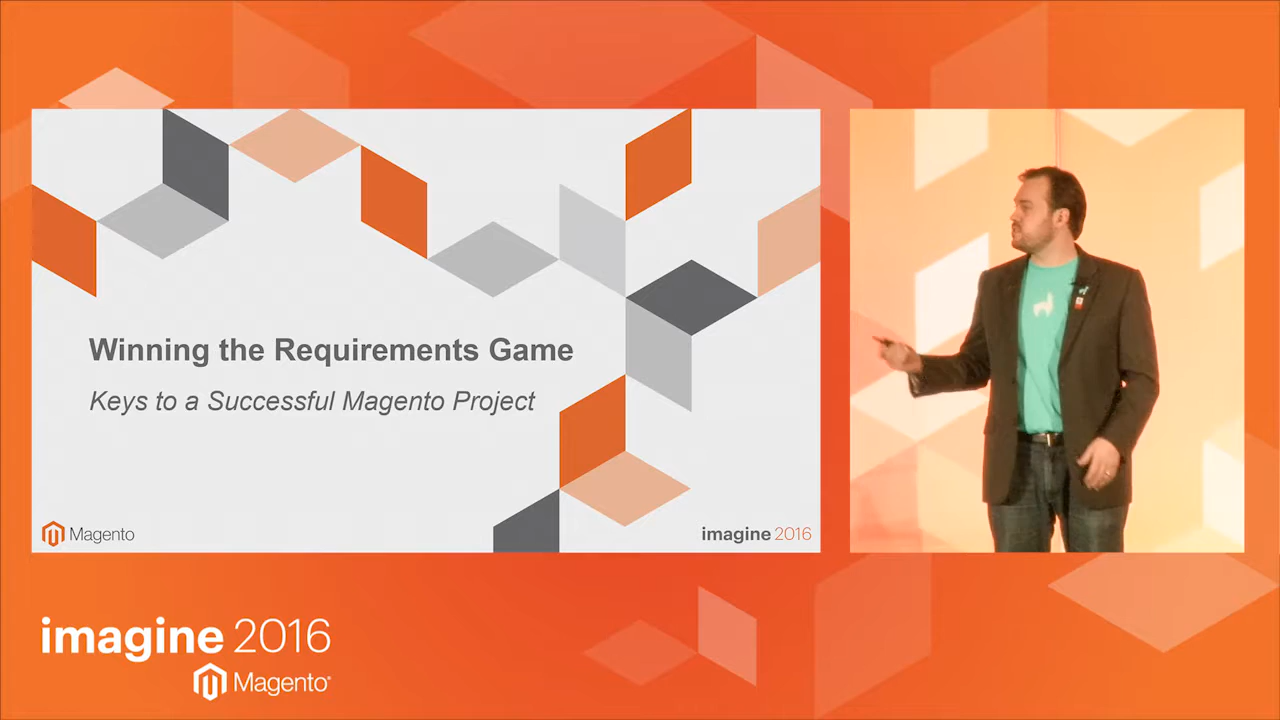 Winning the Requirements Game
Keys to a Successful Magento Project
Magento
imagine 2016
imagine 2016
Magento®